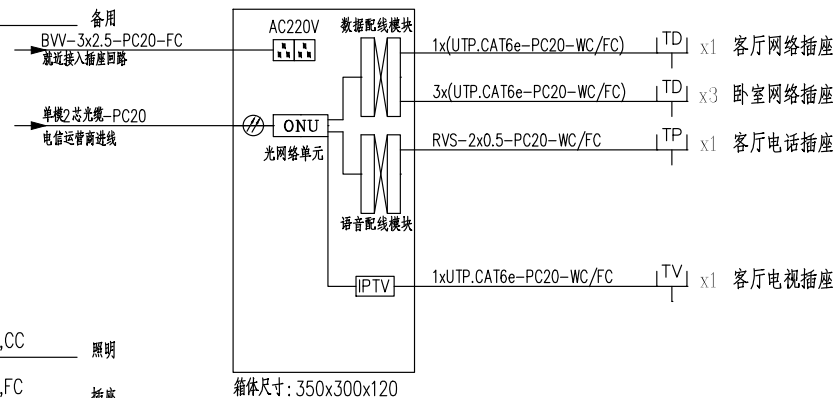 备用
BVV-3x2.5-PC20-FC
就近接入插座回路
单模2芯光缆-PC20
电信运营商进线
AC220V
数据配线模块
ONU
光网络单元
语音配线模块
IPTV
箱体尺寸: 350x300x120
1x(UTP.CAT6e-PC20-WC/FC) TD x1 客厅网络插座
3x(UTP.CAT6e-PC20-WC/FC) TD x3 卧室网络插座
RVS-2x0.5-PC20-WC/FC TP x1 客厅电话插座
1xUTP.CAT6e-PC20-WC/FC TV x1 客厅电视插座
,CC 照明
,FC 插座